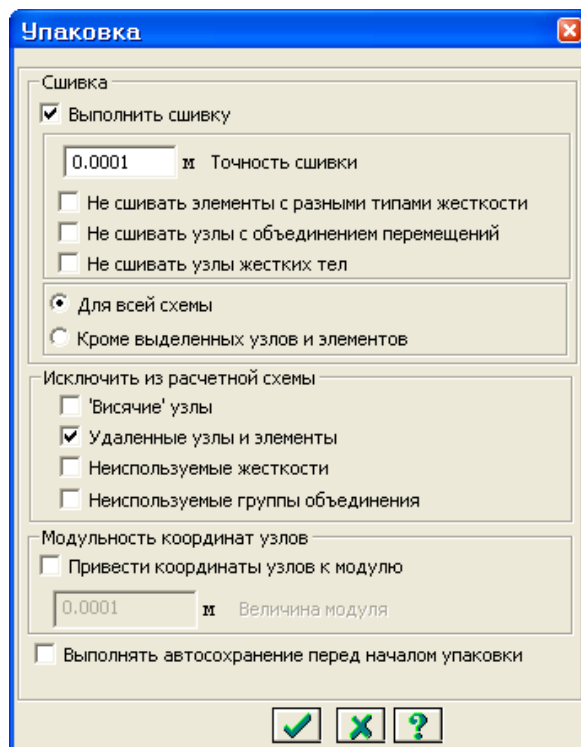 Упаковка
Сшивка
Выполнить сшивку
0.0001 м Точность сшивки
Не сшивать элементы с разными типами жесткости
Не сшивать узлы с объединением перемещений
Не сшивать узлы жестких тел
Для всей схемы
Кроме выделенных узлов и элементов
Исключить из расчетной схемы
'Висячие' узлы
Удаленные узлы и элементы
Неиспользуемые жесткости
Неиспользуемые группы объединения
Модульность координат узлов
Привести координаты узлов к модулю
0.0001 м Величина модуля
Выполнять автосохранение перед началом упаковки
?